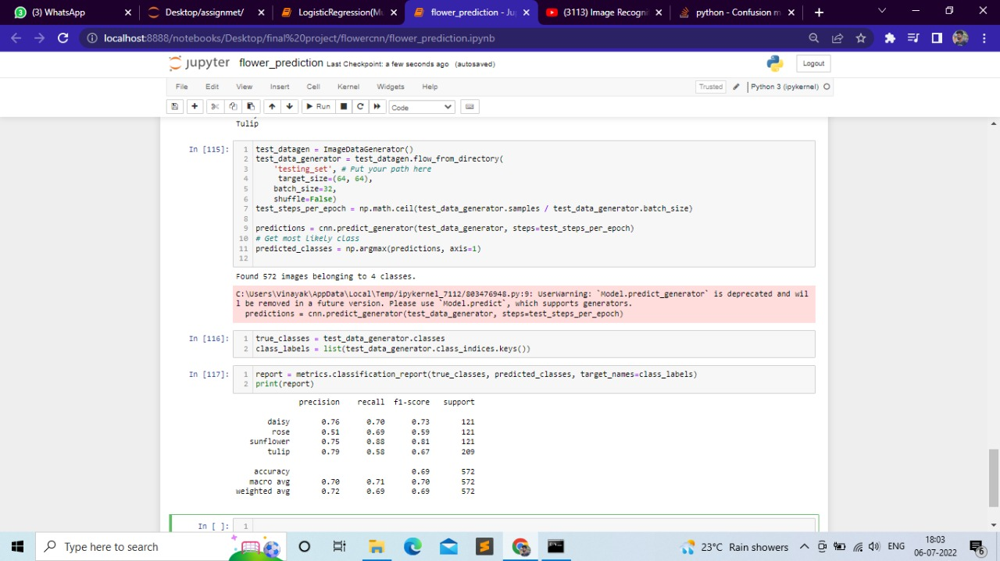 (3) WhatsApp
Desktop/assignmet/
LogisticRegression(Mu
flower_prediction - Ju
(3113) Image Recogni
python - Confusion m
localhost:8888/notebooks/Desktop/final%20project/flowercnn/flower_prediction.ipynb
jupyter flower_prediction Last Checkpoint: a few seconds ago (autosaved)
Logout
File Edit View Insert Cell Kernel Widgets Help
Trusted Python 3 (ipykernel)
Run Code
Tulip
In [115]:
1 test_datagen = ImageDataGenerator()
2 test_data_generator = test_datagen.flow_from_directory(
3 'testing_set', # Put your path here
4 target_size=(64, 64),
5 batch_size=32,
6 shuffle=False)
7 test_steps_per_epoch = np.math.ceil(test_data_generator.samples / test_data_generator.batch_size)
8
9 predictions = cnn.predict_generator(test_data_generator, steps=test_steps_per_epoch)
10 # Get most likely class
11 predicted_classes = np.argmax(predictions, axis=1)
12
Found 572 images belonging to 4 classes.
C:\Users\Vinayak\AppData\Local\Temp/ipykernel_7112/803476948.py:9: UserWarning: `Model.predict_generator` is deprecated and wil
l be removed in a future version. Please use `Model.predict`, which supports generators.
predictions = cnn.predict_generator(test_data_generator, steps=test_steps_per_epoch)
In [116]:
1 true_classes = test_data_generator.classes
2 class_labels = list(test_data_generator.class_indices.keys())
In [117]:
1 report = metrics.classification_report(true_classes, predicted_classes, target_names=class_labels)
2 print(report)
precision recall f1-score support
daisy 0.76 0.70 0.73 121
rose 0.51 0.69 0.59 121
sunflower 0.75 0.88 0.81 121
tulip 0.79 0.58 0.67 209
accuracy 0.69 572
macro avg 0.70 0.71 0.70 572
weighted avg 0.72 0.69 0.69 572
In [ ]: 1
Type here to search
23°C Rain showers
ENG
18:03
06-07-2022
6